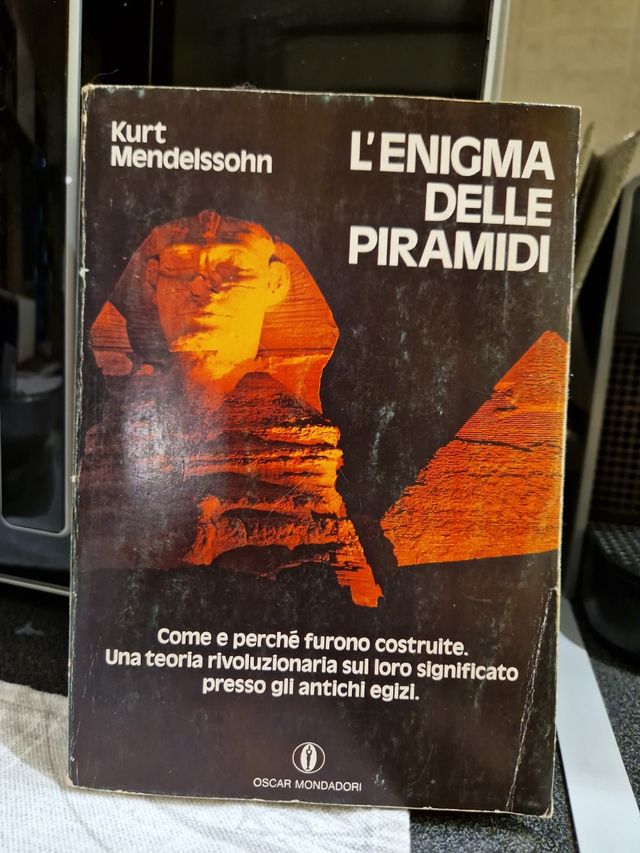 Kurt
Mendelssohn
L'ENIGMA
DELLE
PIRAMIDI
Come e perché furono costruite.
Una teoria rivoluzionaria sul loro significato
presso gli antichi egizi.
OSCAR MONDADORI